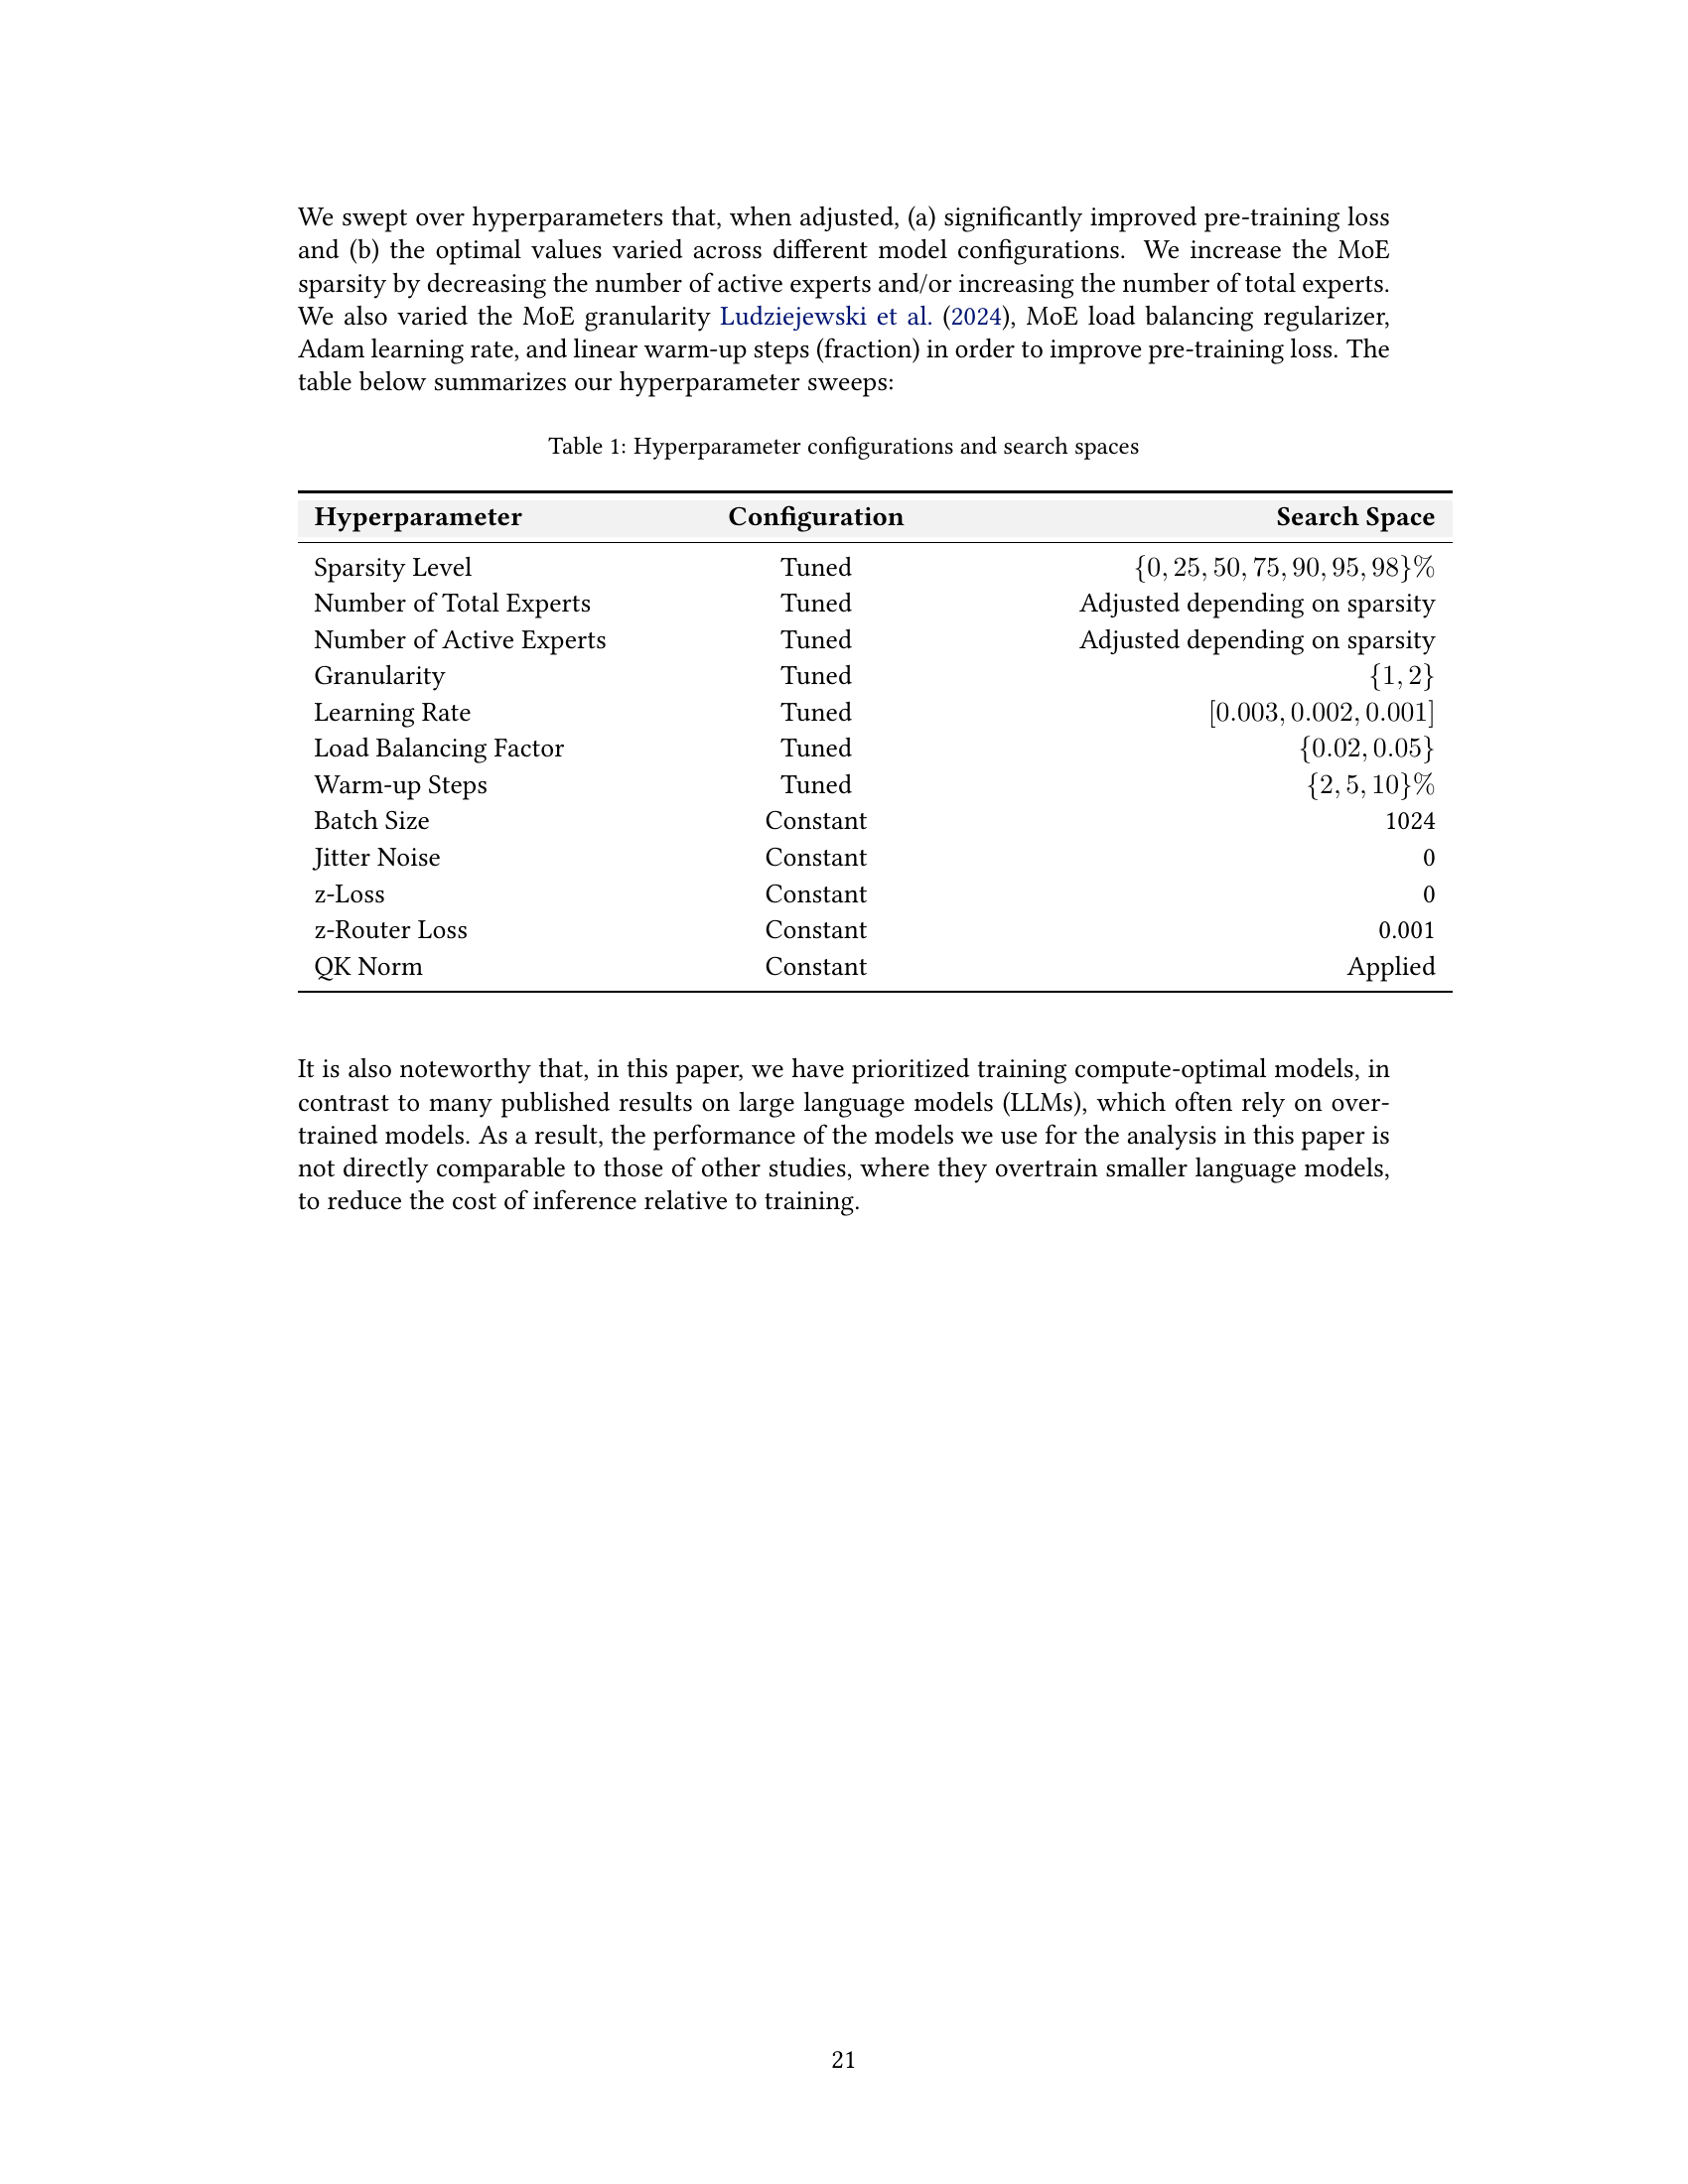 We swept over hyperparameters that, when adjusted, (a) significantly improved pre-training loss
and (b) the optimal values varied across different model configurations. We increase the MoE
sparsity by decreasing the number of active experts and/or increasing the number of total experts.
We also varied the MoE granularity Ludziejewski et al. (2024), MoE load balancing regularizer,
Adam learning rate, and linear warm-up steps (fraction) in order to improve pre-training loss. The
table below summarizes our hyperparameter sweeps:
Table 1: Hyperparameter configurations and search spaces
Hyperparameter Configuration Search Space
Sparsity Level Tuned {0, 25, 50, 75, 90, 95, 98}%
Number of Total Experts Tuned Adjusted depending on sparsity
Number of Active Experts Tuned Adjusted depending on sparsity
Granularity Tuned {1, 2}
Learning Rate Tuned [0.003, 0.002, 0.001]
Load Balancing Factor Tuned {0.02, 0.05}
Warm-up Steps Tuned {2, 5, 10}%
Batch Size Constant 1024
Jitter Noise Constant 0
z-Loss Constant 0
z-Router Loss Constant 0.001
QK Norm Constant Applied
It is also noteworthy that, in this paper, we have prioritized training compute-optimal models, in
contrast to many published results on large language models (LLMs), which often rely on over-
trained models. As a result, the performance of the models we use for the analysis in this paper is
not directly comparable to those of other studies, where they overtrain smaller language models,
to reduce the cost of inference relative to training.
21